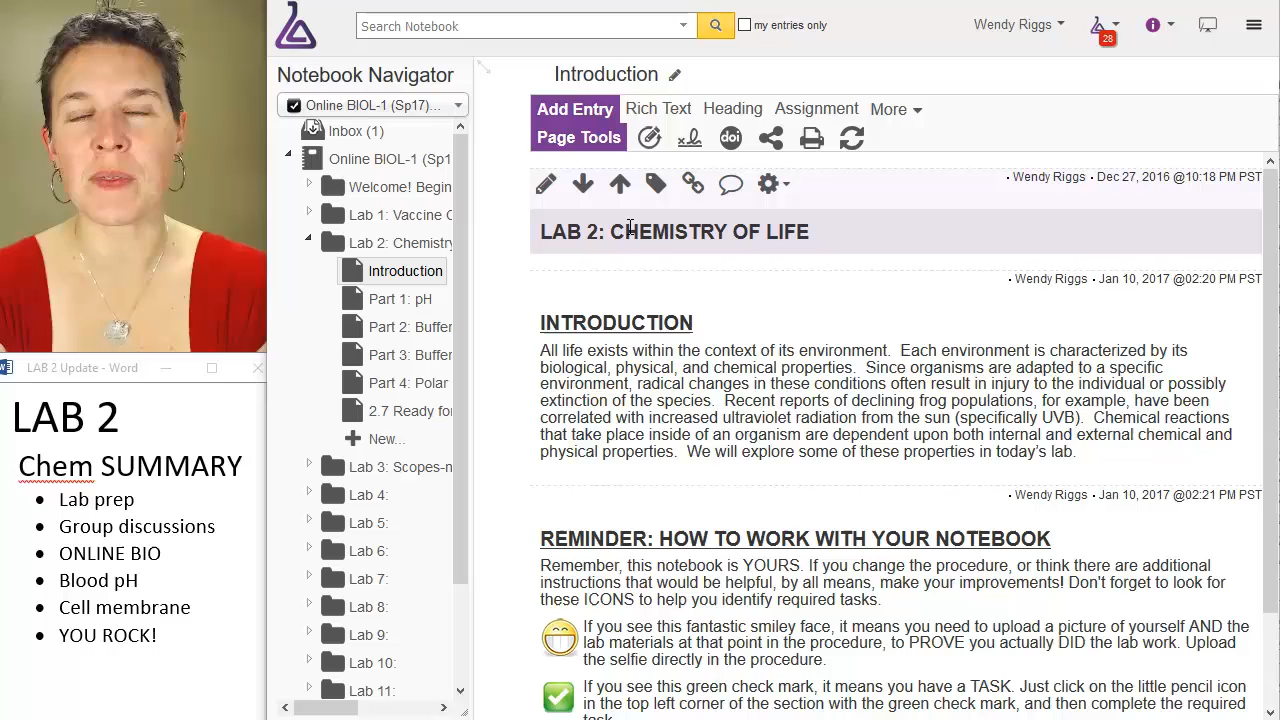 Search Notebook
my entries only
Wendy Riggs
28
Notebook Navigator
Online BIOL-1 (Sp17)...
Inbox (1)
Online BIOL-1 (Sp1
Welcome! Begin
Lab 1: Vaccine C
Lab 2: Chemistry
Introduction
Part 1: pH
Part 2: Buffer
Part 3: Buffer
Part 4: Polar
2.7 Ready for
New...
Lab 3: Scopes-n
Lab 4:
Lab 5:
Lab 6:
Lab 7:
Lab 8:
Lab 9:
Lab 10:
Lab 11:
Introduction
Add Entry Rich Text Heading Assignment More
Page Tools
doi
Wendy Riggs • Dec 27, 2016 @10:18 PM PST
LAB 2: CHEMISTRY OF LIFE
Wendy Riggs • Jan 10, 2017 @02:20 PM PST
INTRODUCTION
All life exists within the context of its environment. Each environment is characterized by its
biological, physical, and chemical properties. Since organisms are adapted to a specific
environment, radical changes in these conditions often result in injury to the individual or possibly
extinction of the species. Recent reports of declining frog populations, for example, have been
correlated with increased ultraviolet radiation from the sun (specifically UVB). Chemical reactions
that take place inside of an organism are dependent upon both internal and external chemical and
physical properties. We will explore some of these properties in today's lab.
Wendy Riggs • Jan 10, 2017 @02:21 PM PST
REMINDER: HOW TO WORK WITH YOUR NOTEBOOK
Remember, this notebook is YOURS. If you change the procedure, or think there are additional
instructions that would be helpful, by all means, make your improvements! Don't forget to look for
these ICONS to help you identify required tasks.
If you see this fantastic smiley face, it means you need to upload a picture of yourself AND the
lab materials at that point in the procedure, to PROVE you actually DID the lab work. Upload
the selfie directly in the procedure.
If you see this green check mark, it means you have a TASK. Just click on the little pencil icon
in the top left corner of the section with the green check mark, and then complete the required
task.
LAB 2 Update - Word
LAB 2
Chem SUMMARY
• Lab prep
• Group discussions
• ONLINE BIO
• Blood pH
• Cell membrane
• YOU ROCK!